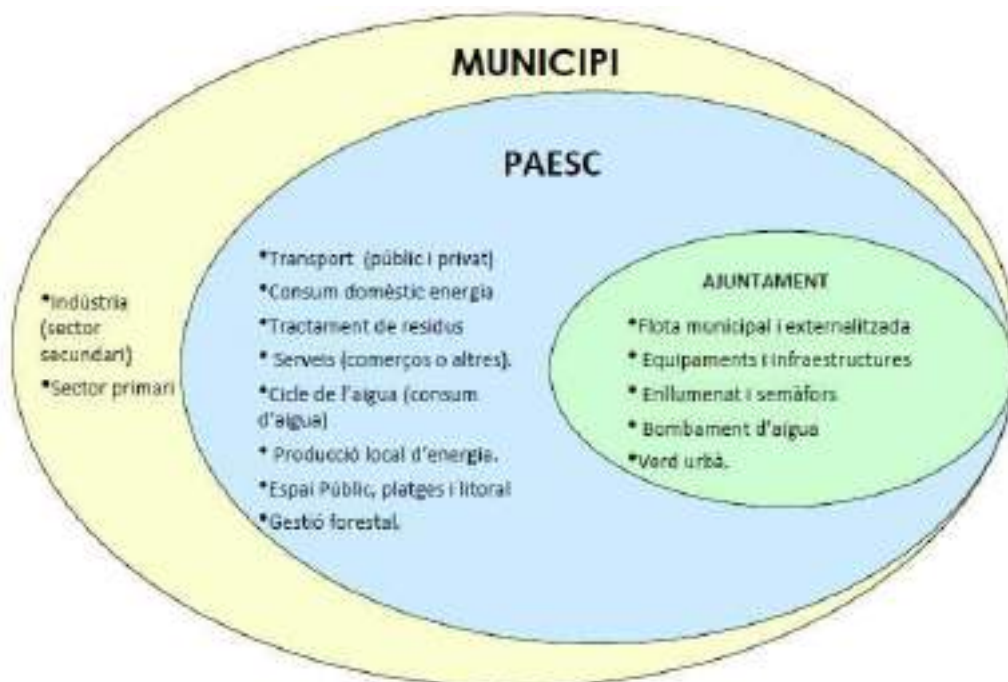 MUNICIPI
PAESC
•Indústria
(sector
secundari)
•Sector primari
•Transport (públic i privat)
•Consum domèstic energia
•Tractament de residus
• Serveis (comerços o altres).
•Cicle de l'aigua (consum
d'aigua)
• Producció local d'energia.
•Espai Públic, platges i litoral
•Gestió forestal.
AJUNTAMENT
•Flota municipal i externalitzada
• Equipaments i infraestructures
• Enllumenat i semàfors
• Bombament d'aigua
•Verd urbà.